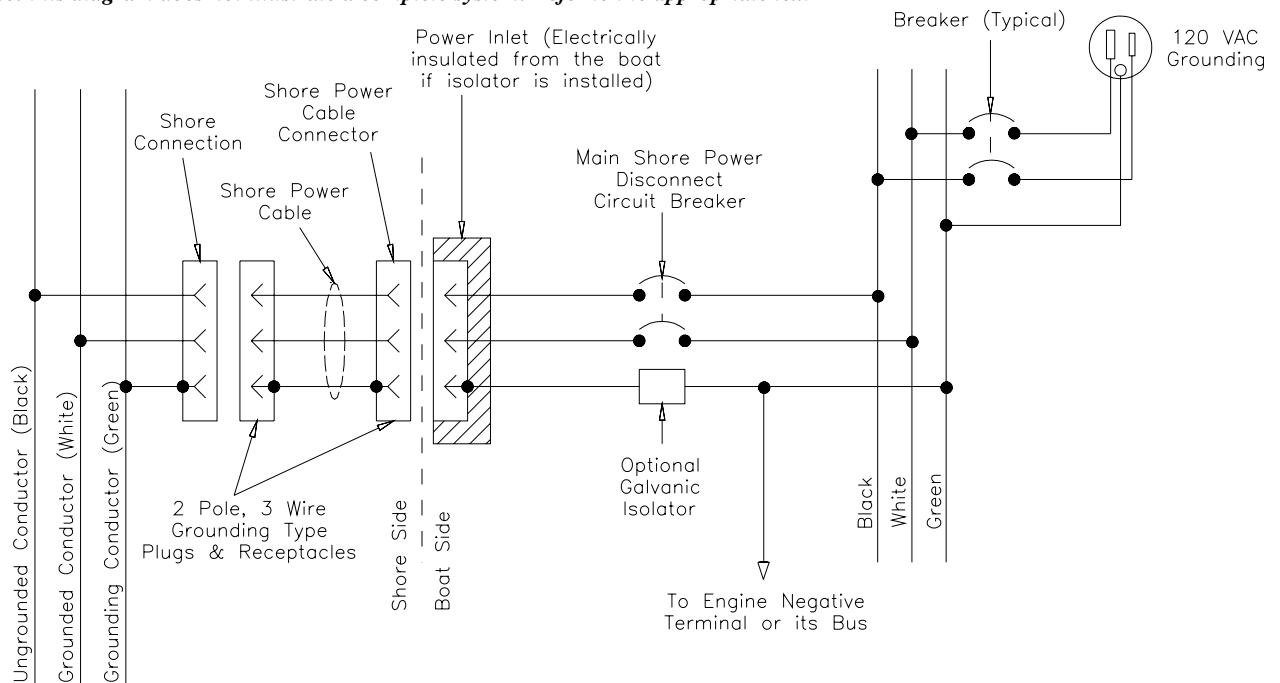 Breaker (Typical)
120 VAC
Grounding
Power Inlet (Electrically
insulated from the boat
if isolator is installed)
Shore Power
Cable
Connector
Shore
Connection
Shore Power
Cable
Main Shore Power
Disconnect
Circuit Breaker
Optional
Galvanic
Isolator
2 Pole, 3 Wire
Grounding Type
Plugs & Receptacles
To Engine Negative
Terminal or its Bus
Ungrounded Conductor (Black)
Grounded Conductor (White)
Grounding Conductor (Green)
Shore Side
Boat Side
Black
White
Green